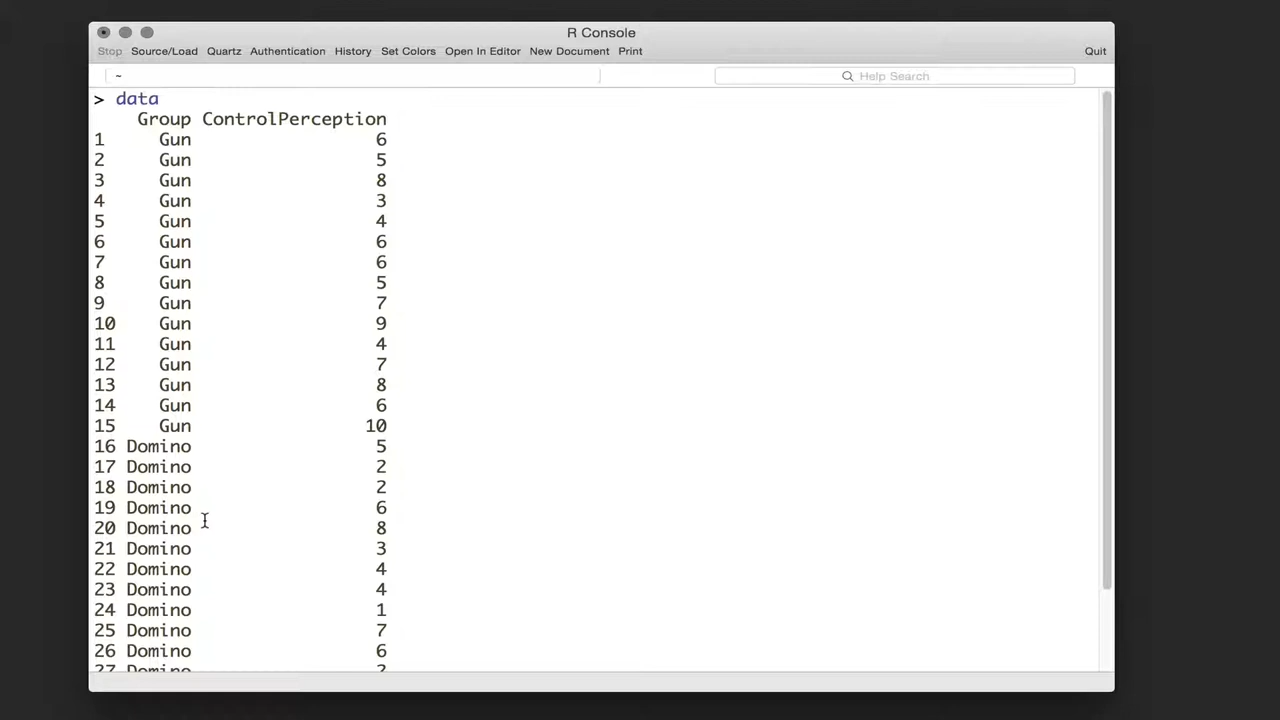 R Console
Stop Source/Load Quartz Authentication History Set Colors Open In Editor New Document Print Quit
~ Help Search
> data
Group ControlPerception
1 Gun 6
2 Gun 5
3 Gun 8
4 Gun 3
5 Gun 4
6 Gun 6
7 Gun 6
8 Gun 5
9 Gun 7
10 Gun 9
11 Gun 4
12 Gun 7
13 Gun 8
14 Gun 6
15 Gun 10
16 Domino 5
17 Domino 2
18 Domino 2
19 Domino 6
20 Domino 8
21 Domino 3
22 Domino 4
23 Domino 4
24 Domino 1
25 Domino 7
26 Domino 6
27 Domino